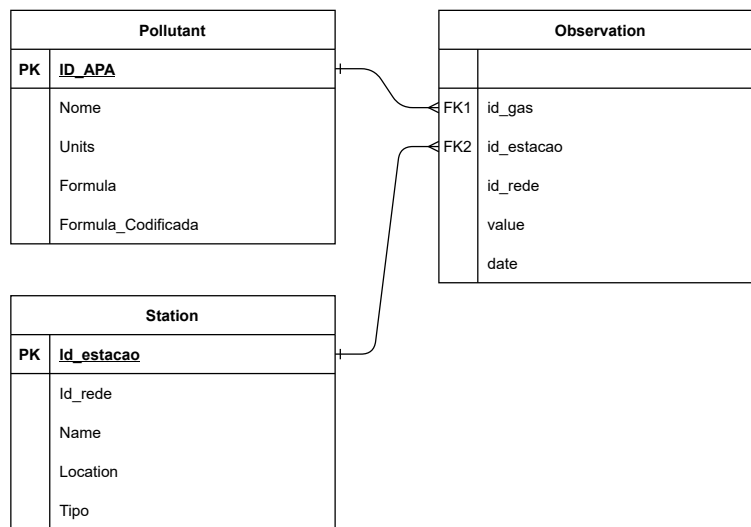 Pollutant
PK ID_APA
Nome
Units
Formula
Formula_Codificada
Observation
FK1 id_gas
FK2 id_estacao
id_rede
value
date
Station
PK Id_estacao
Id_rede
Name
Location
Tipo